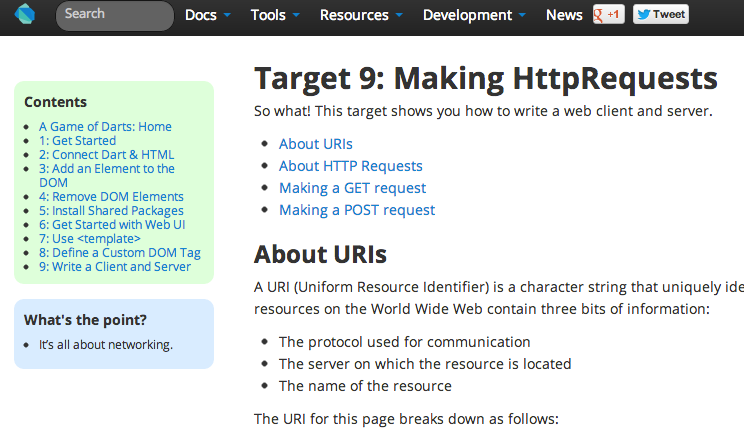 Search
Docs
Tools
Resources
Development
News
+1
Tweet
Contents
A Game of Darts: Home
1: Get Started
2: Connect Dart & HTML
3: Add an Element to the
DOM
4: Remove DOM Elements
5: Install Shared Packages
6: Get Started with Web UI
7: Use <template>
8: Define a Custom DOM Tag
9: Write a Client and Server
What's the point?
It's all about networking.
Target 9: Making HttpRequests
So what! This target shows you how to write a web client and server.
About URIs
About HTTP Requests
Making a GET request
Making a POST request
About URIs
A URI (Uniform Resource Identifier) is a character string that uniquely ide
resources on the World Wide Web contain three bits of information:
The protocol used for communication
The server on which the resource is located
The name of the resource
The URI for this page breaks down as follows: